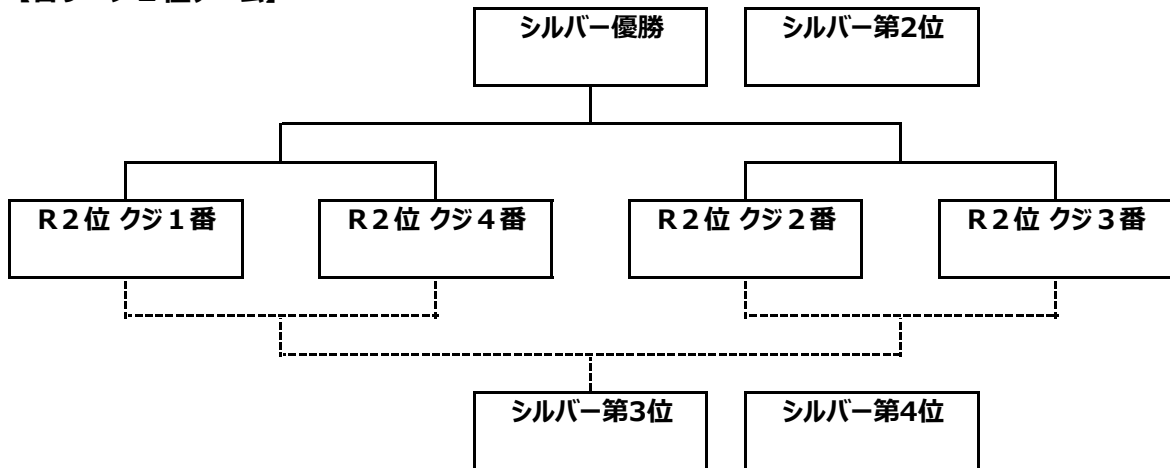 シルバー優勝 シルバー第2位
R2位 クジ1番 R2位 クジ4番 R2位 クジ2番 R2位 クジ3番
シルバー第3位 シルバー第4位